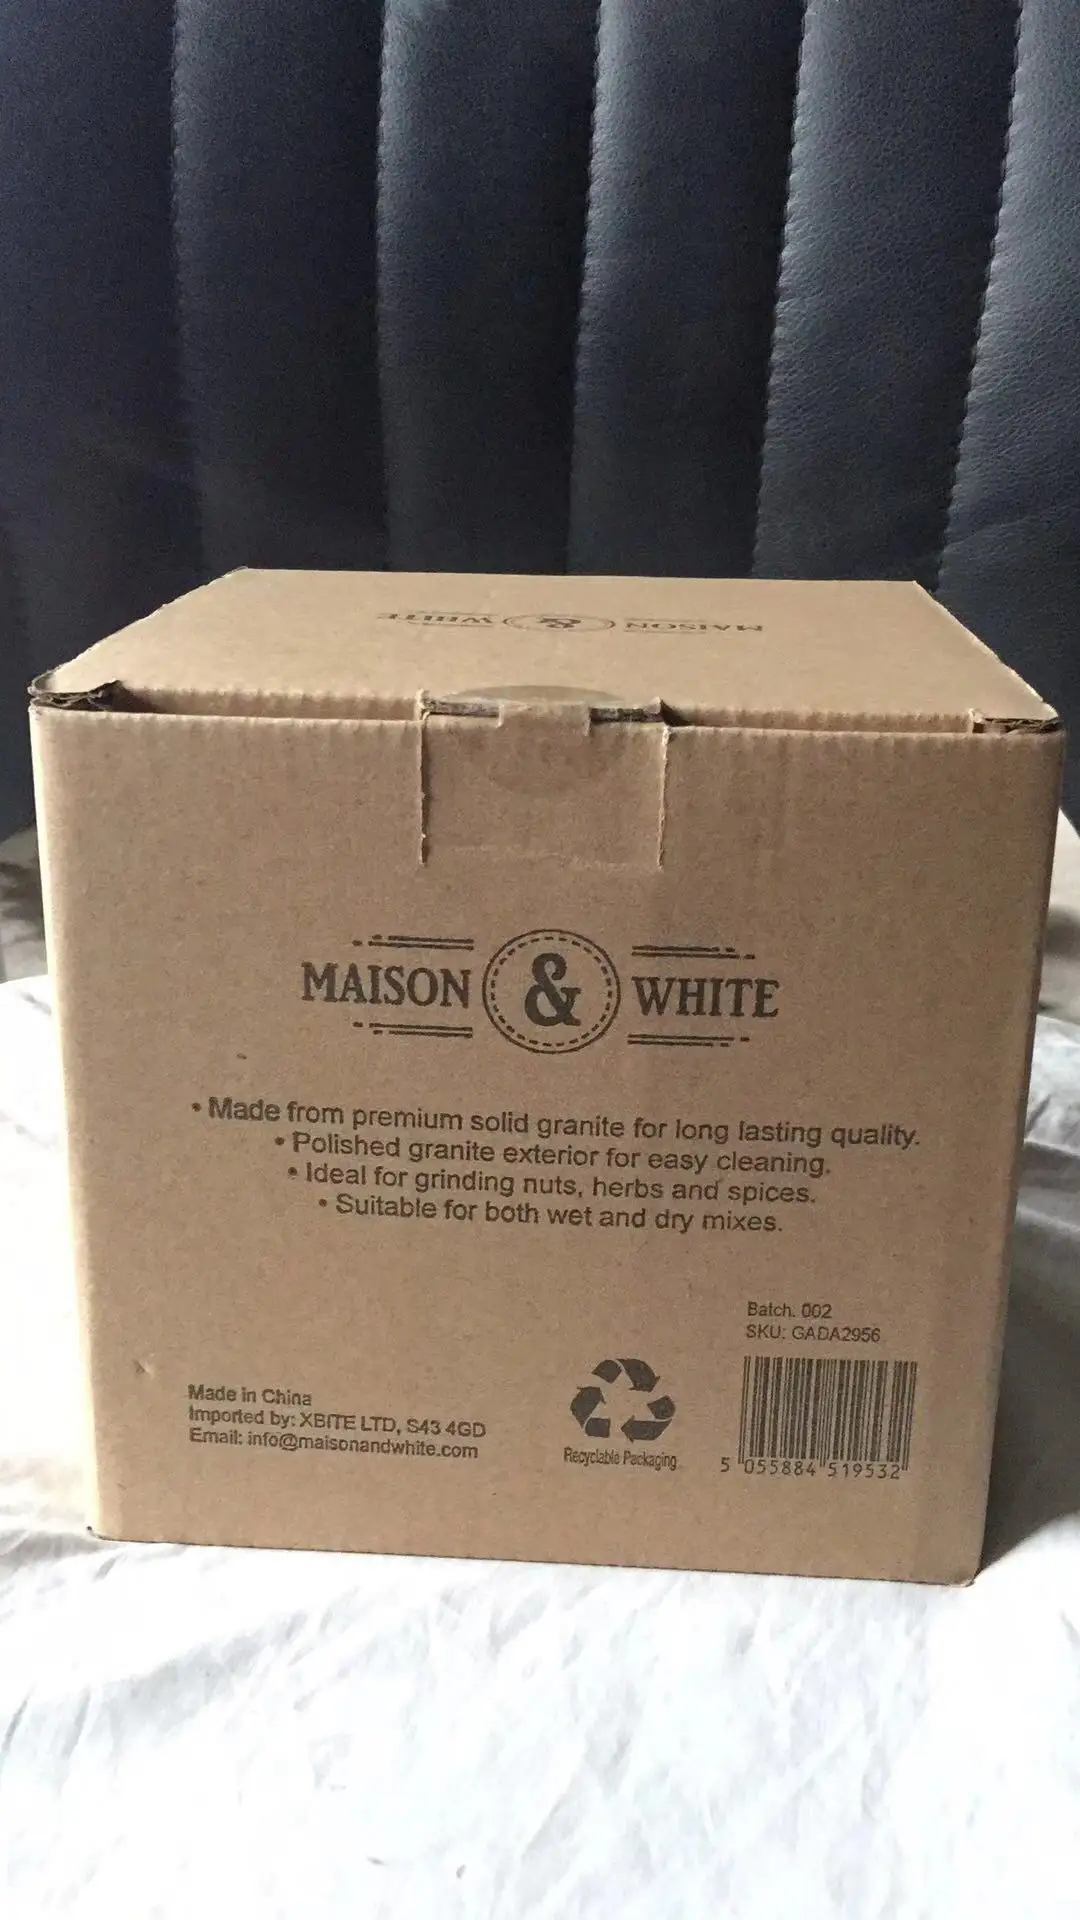 MAISON & WHITE
MAISON & WHITE
• Made from premium solid granite for long lasting quality.
• Polished granite exterior for easy cleaning.
• Ideal for grinding nuts, herbs and spices.
• Suitable for both wet and dry mixes.
Batch. 002
SKU: GADA2956
Made in China
Imported by: XBITE LTD, S43 4GD
Email: info@maisonandwhite.com
Recyclable Packaging
5 055884 519532